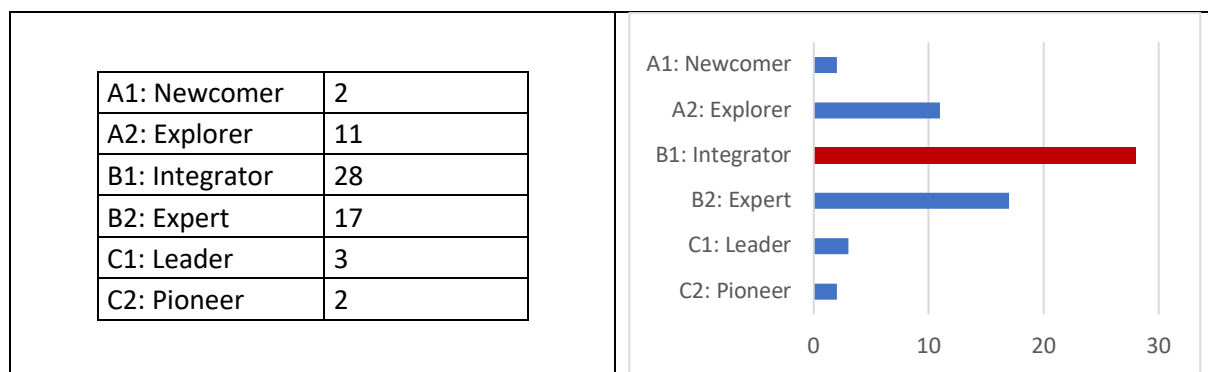 A1: Newcomer 2
A2: Explorer 11
B1: Integrator 28
B2: Expert 17
C1: Leader 3
C2: Pioneer 2
A1: Newcomer
A2: Explorer
B1: Integrator
B2: Expert
C1: Leader
C2: Pioneer
0 10 20 30